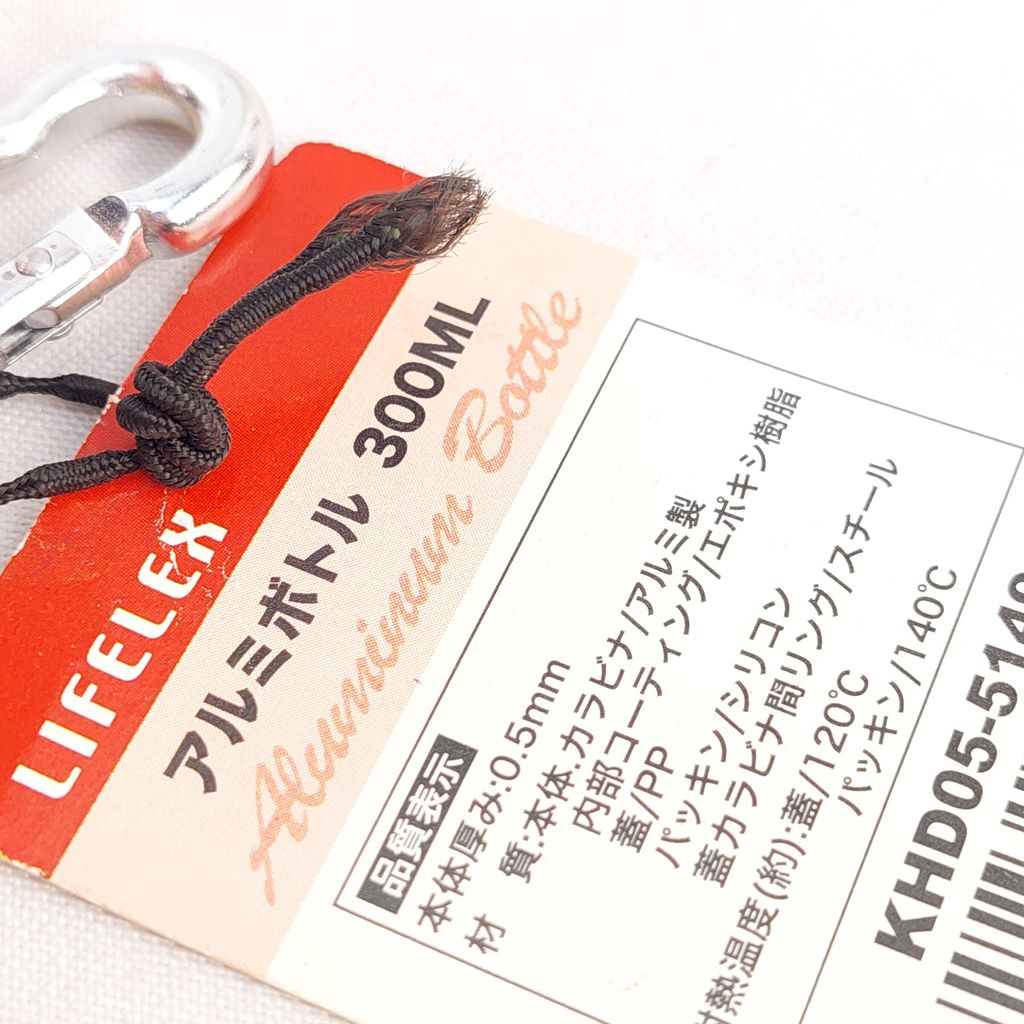 LIFELEX
アルミボトル 300ML
Aluminum Bottle
品質表示
本体厚み:0.5mm
材 質:本体.カラビナ/アルミ製
内部コーティング/エポキシ樹脂
蓋/PP
パッキン/シリコン
蓋カラビナ間リング/スチール
耐熱温度(約):蓋/120℃
パッキン/140℃
KHD05-5149